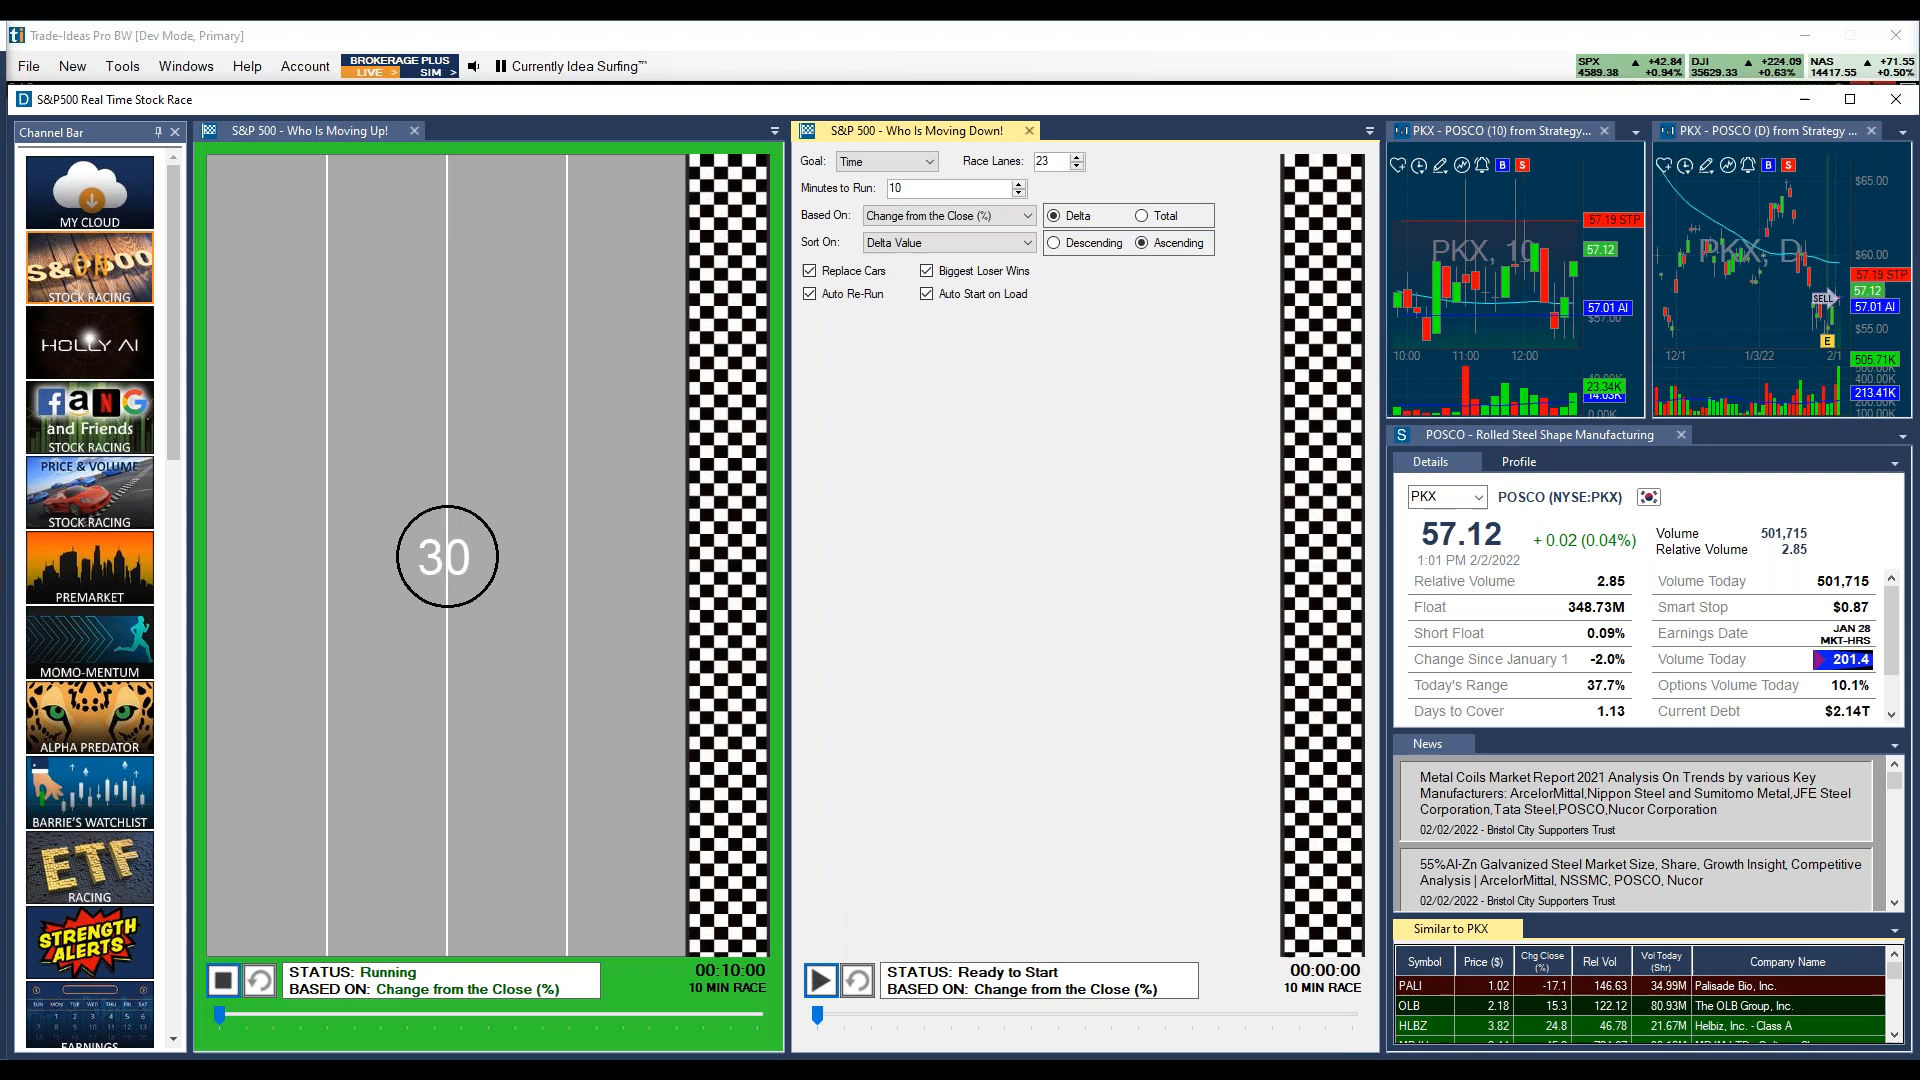 Trade-Ideas Pro BW [Dev Mode, Primary]
File New Tools Windows Help Account BROKERAGE PLUS LIVE > SIM > Currently Idea Surfing™
SPX +42.84 4589.38 +0.94%
DJI +224.09 35629.33 +0.63%
NAS +71.55 14417.55 +0.50%
S&P500 Real Time Stock Race
Channel Bar
MY CLOUD
S&P500
STOCK RACING
HOLLY AI
FaNG
and Friends
STOCK RACING
PRICE & VOLUME
STOCK RACING
PREMARKET
MOMO-MENTUM
ALPHA PREDATOR
BARRIE'S WATCHLIST
ETF
RACING
STRENGTH
ALERTS
SUN MON TUE WED THU FRI SAT
EARNINGS
S&P 500 - Who Is Moving Up!
30
STATUS: Running
BASED ON: Change from the Close (%)
00:10:00
10 MIN RACE
S&P 500 - Who Is Moving Down!
Goal: Time Race Lanes: 23
Minutes to Run: 10
Based On: Change from the Close (%) Delta Total
Sort On: Delta Value Descending Ascending
Replace Cars Biggest Loser Wins
Auto Re-Run Auto Start on Load
STATUS: Ready to Start
BASED ON: Change from the Close (%)
00:00:00
10 MIN RACE
PKX - POSCO (10) from Strategy...
B S
PKX, 10
57.19 STP
57.12
57.01 AI
$57.00
10:00 11:00 12:00
23.34K
14.03K
0.00K
PKX - POSCO (D) from Strategy ...
B S
PKX, D
$65.00
$60.00
57.19 STP
57.12
57.01 AI
$55.00
SELL
E
12/1 1/3/22 2/1
505.71K
400.00K
213.41K
100.00K
POSCO - Rolled Steel Shape Manufacturing
Details Profile
PKX POSCO (NYSE:PKX)
57.12 + 0.02 (0.04%)
1:01 PM 2/2/2022
Volume 501,715
Relative Volume 2.85
Relative Volume 2.85 Volume Today 501,715
Float 348.73M Smart Stop $0.87
Short Float 0.09% Earnings Date JAN 28 MKT-HRS
Change Since January 1 -2.0% Volume Today 201.4
Today's Range 37.7% Options Volume Today 10.1%
Days to Cover 1.13 Current Debt $2.14T
News
Metal Coils Market Report 2021 Analysis On Trends by various Key
Manufacturers: ArcelorMittal,Nippon Steel and Sumitomo Metal,JFE Steel
Corporation,Tata Steel,POSCO,Nucor Corporation
02/02/2022 - Bristol City Supporters Trust
55%Al-Zn Galvanized Steel Market Size, Share, Growth Insight, Competitive
Analysis | ArcelorMittal, NSSMC, POSCO, Nucor
02/02/2022 - Bristol City Supporters Trust
Similar to PKX
Symbol Price ($) Chg Close (%) Rel Vol Vol Today (Shr) Company Name
PALI 1.02 -17.1 146.63 34.99M Palisade Bio, Inc.
OLB 2.18 15.3 122.12 80.93M The OLB Group, Inc.
HLBZ 3.82 24.8 46.78 21.67M Helbiz, Inc. - Class A